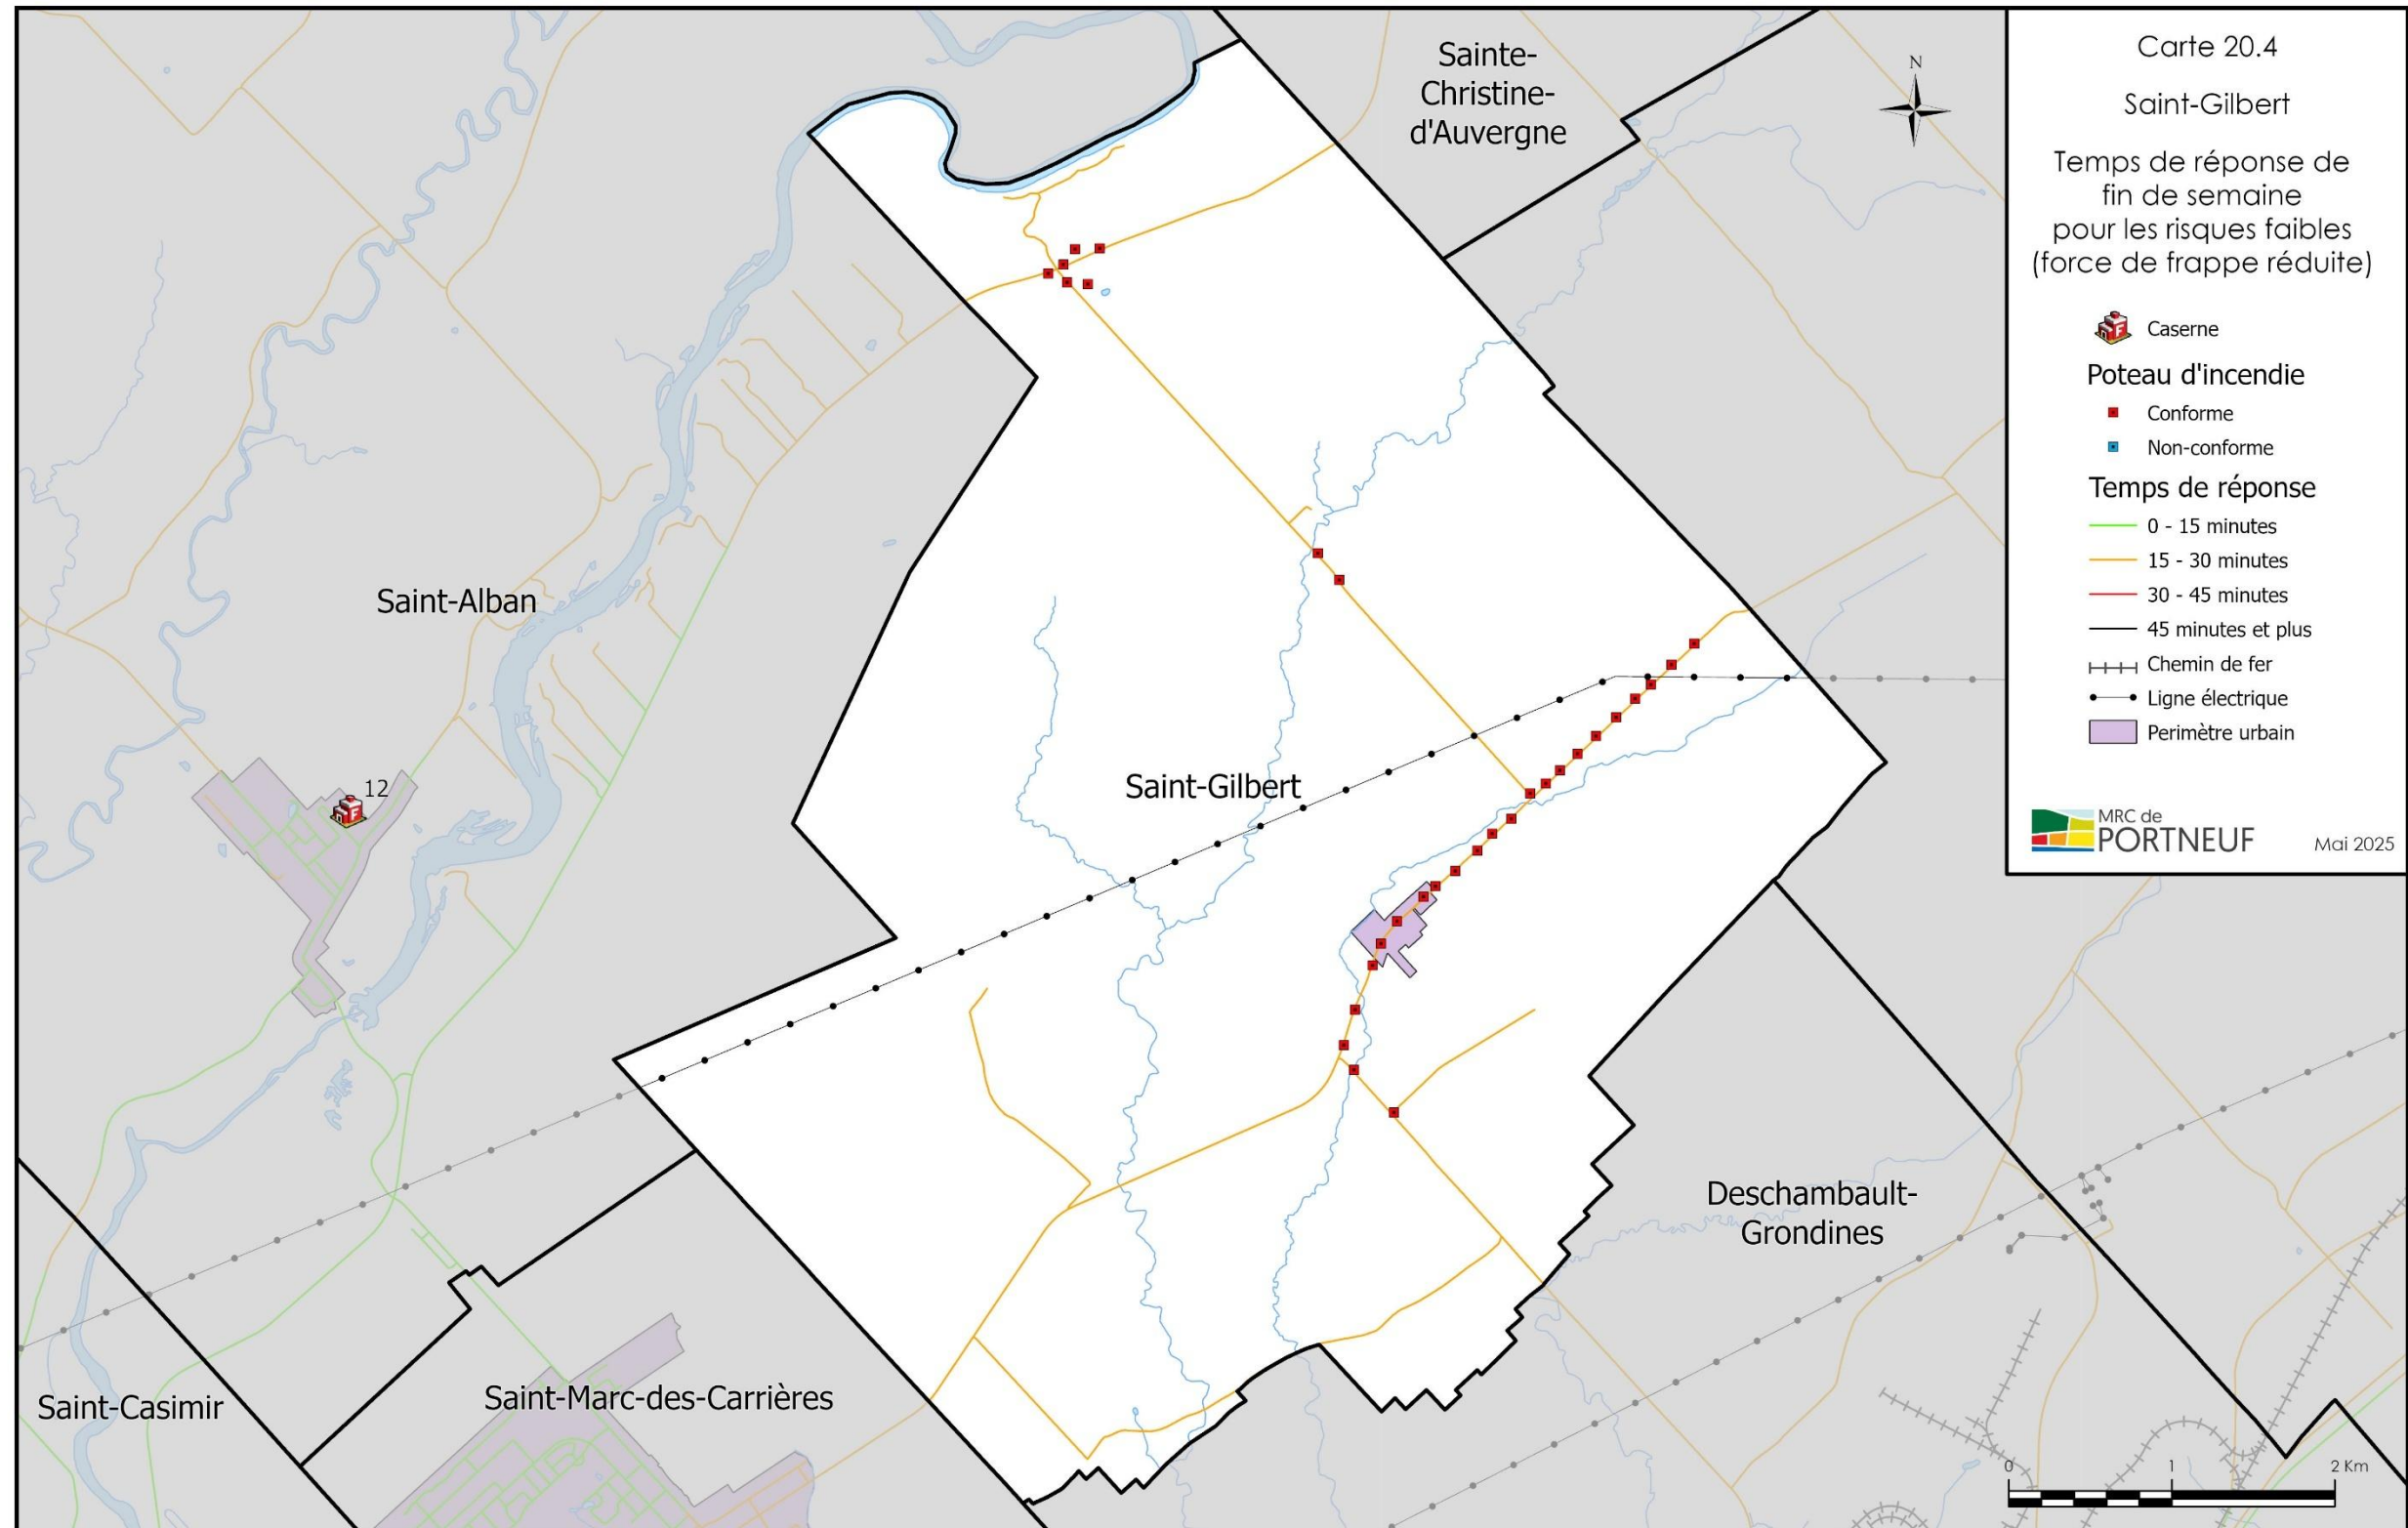 Carte 20.4
Saint-Gilbert
Temps de réponse de
fin de semaine
pour les risques faibles
(force de frappe réduite)
Caserne
Poteau d'incendie
Conforme
Non-conforme
Temps de réponse
0 - 15 minutes
15 - 30 minutes
30 - 45 minutes
45 minutes et plus
Chemin de fer
Ligne électrique
Perimètre urbain
MRC de
PORTNEUF
Mai 2025
N
Sainte-
Christine-
d'Auvergne
Saint-Alban
12
Saint-Gilbert
Deschambault-
Grondines
Saint-Marc-des-Carrières
Saint-Casimir
0 1 2 Km